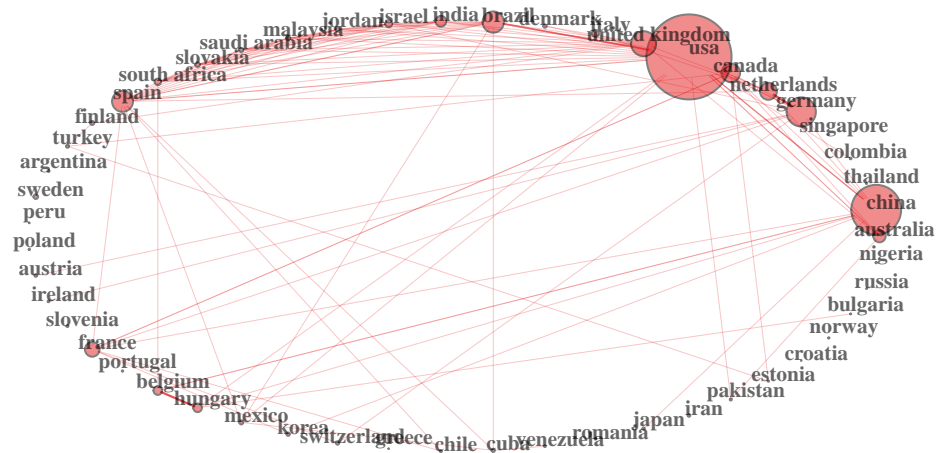 jordan
israel
india
brazil
denmark
italy
united kingdom
usa
malaysia
saudi arabia
slovakia
south africa
spain
canada
netherlands
germany
singapore
finland
turkey
argentina
sweden
peru
poland
austria
ireland
slovenia
france
portugal
belgium
hungary
mexico
korea
switzerland
greece
chile
cuba
venezuela
romania
japan
iran
pakistan
estonia
croatia
norway
bulgaria
russia
nigeria
australia
china
thailand
colombia